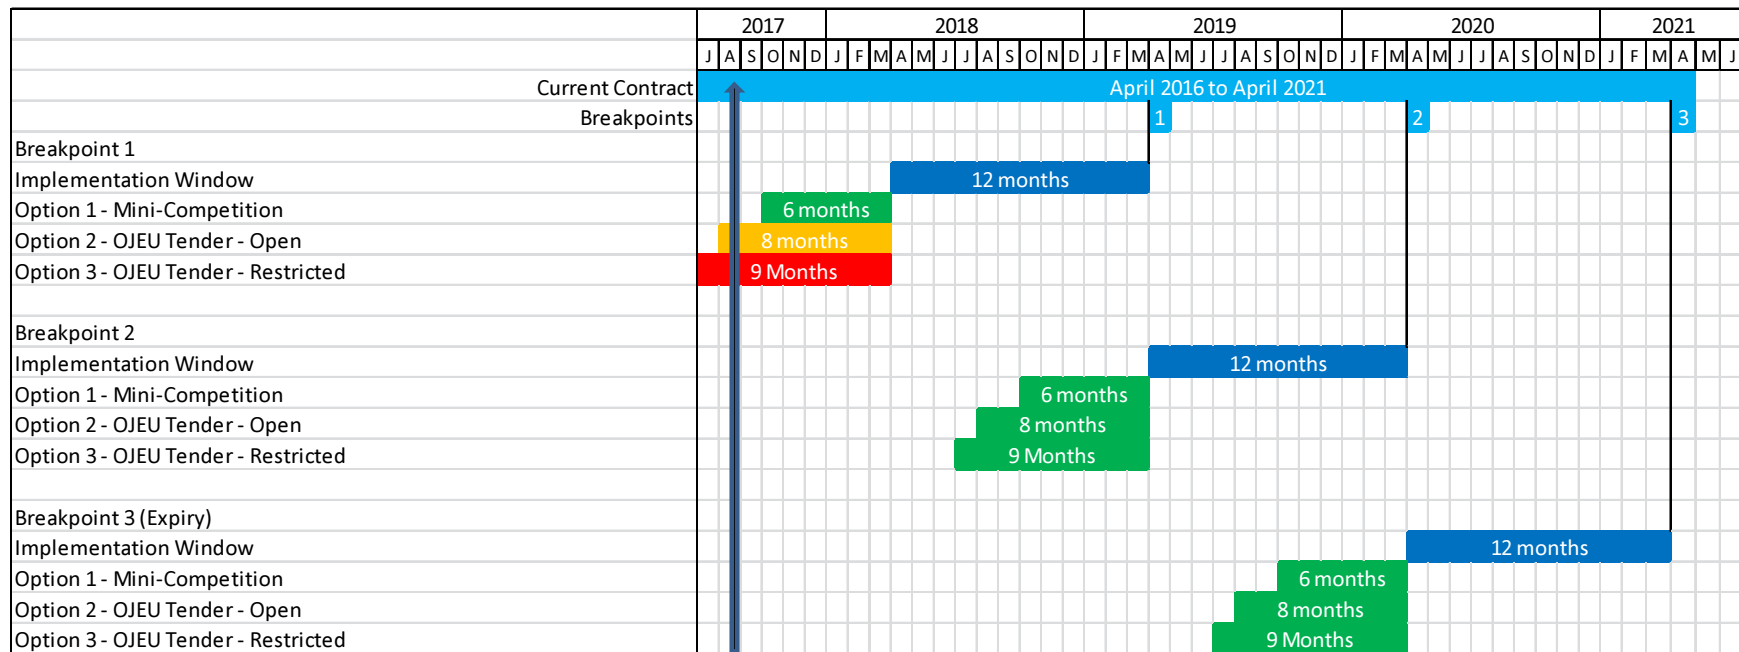 2017 2018 2019 2020 2021
J A S O N D J F M A M J J A S O N D J F M A M J J A S O N D J F M A M J J A S O N D J F M A M J
Current Contract April 2016 to April 2021
Breakpoints 1 2 3
Breakpoint 1
Implementation Window 12 months
Option 1 - Mini-Competition 6 months
Option 2 - OJEU Tender - Open 8 months
Option 3 - OJEU Tender - Restricted 9 Months
Breakpoint 2
Implementation Window 12 months
Option 1 - Mini-Competition 6 months
Option 2 - OJEU Tender - Open 8 months
Option 3 - OJEU Tender - Restricted 9 Months
Breakpoint 3 (Expiry)
Implementation Window 12 months
Option 1 - Mini-Competition 6 months
Option 2 - OJEU Tender - Open 8 months
Option 3 - OJEU Tender - Restricted 9 Months